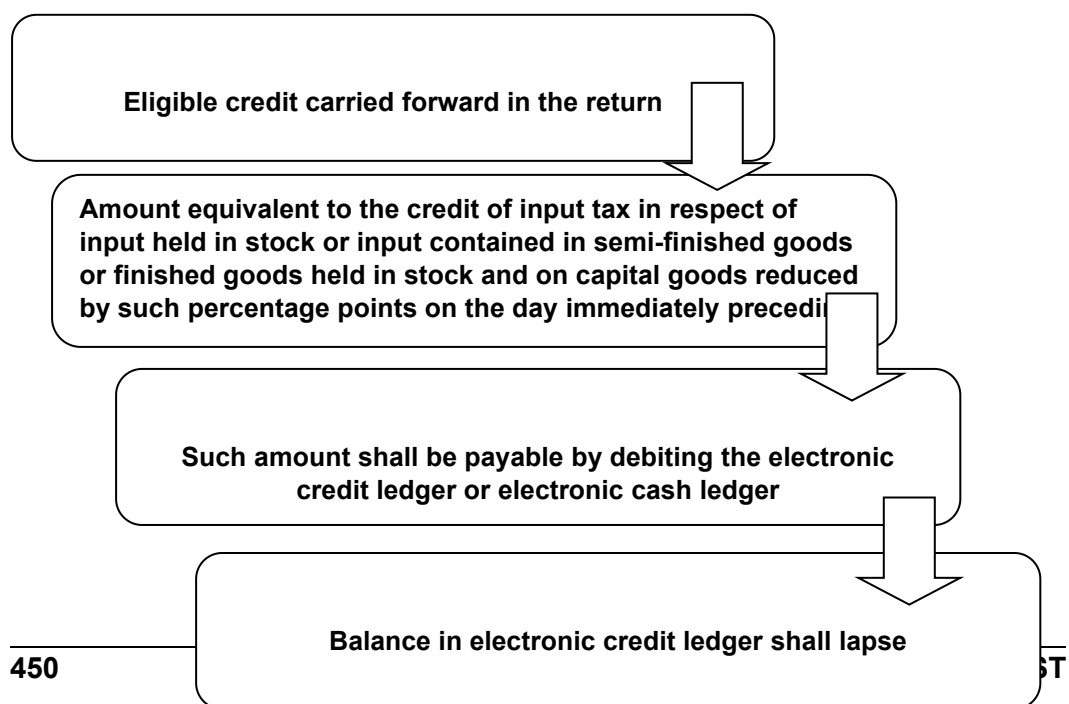 Eligible credit carried forward in the return
Amount equivalent to the credit of input tax in respect of
input held in stock or input contained in semi-finished goods
or finished goods held in stock and on capital goods reduced
by such percentage points on the day immediately
Such amount shall be payable by debiting the electronic
credit ledger or electronic cash ledger
Balance in electronic credit ledger shall lapse
450